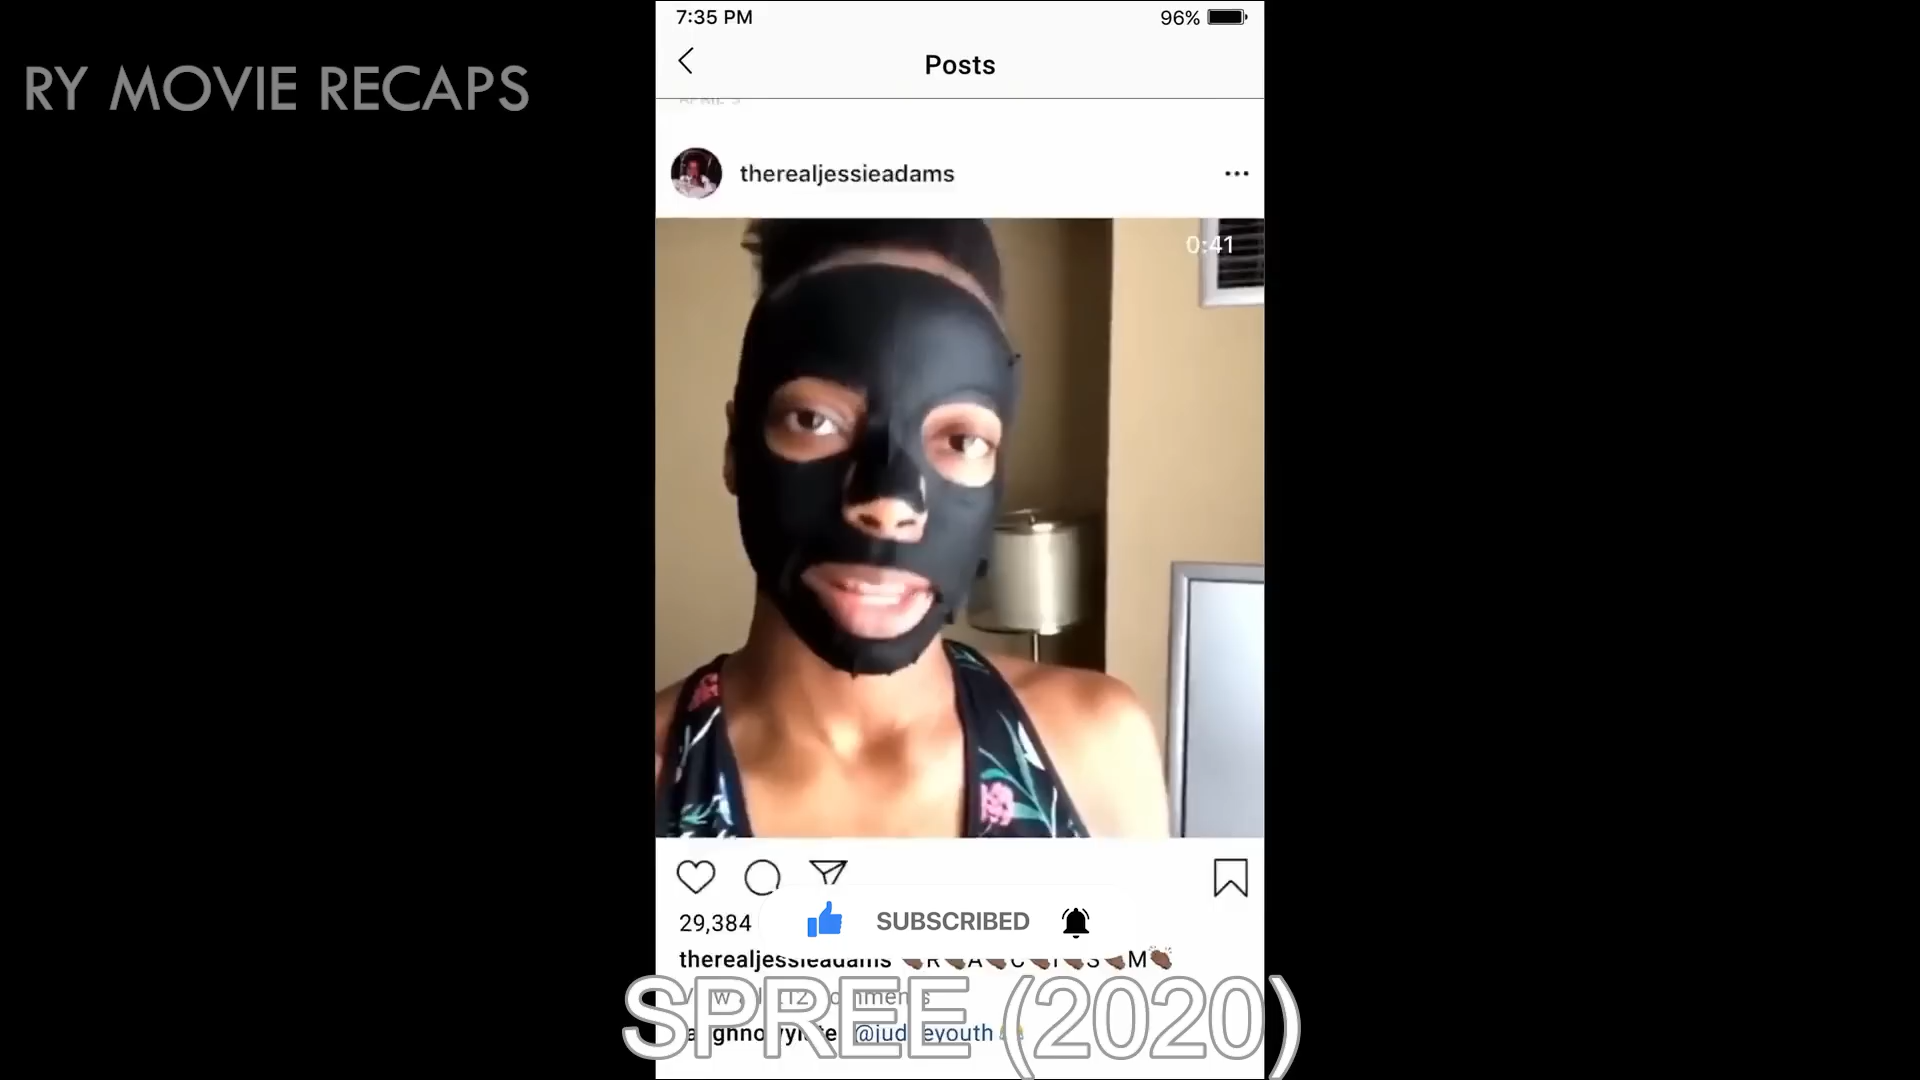 7:35 PM 96%
RY MOVIE RECAPS
Posts
therealjessieadams
0:41
29,384
SUBSCRIBED
therealjessieadams R A C I S M
SPREE (2020)